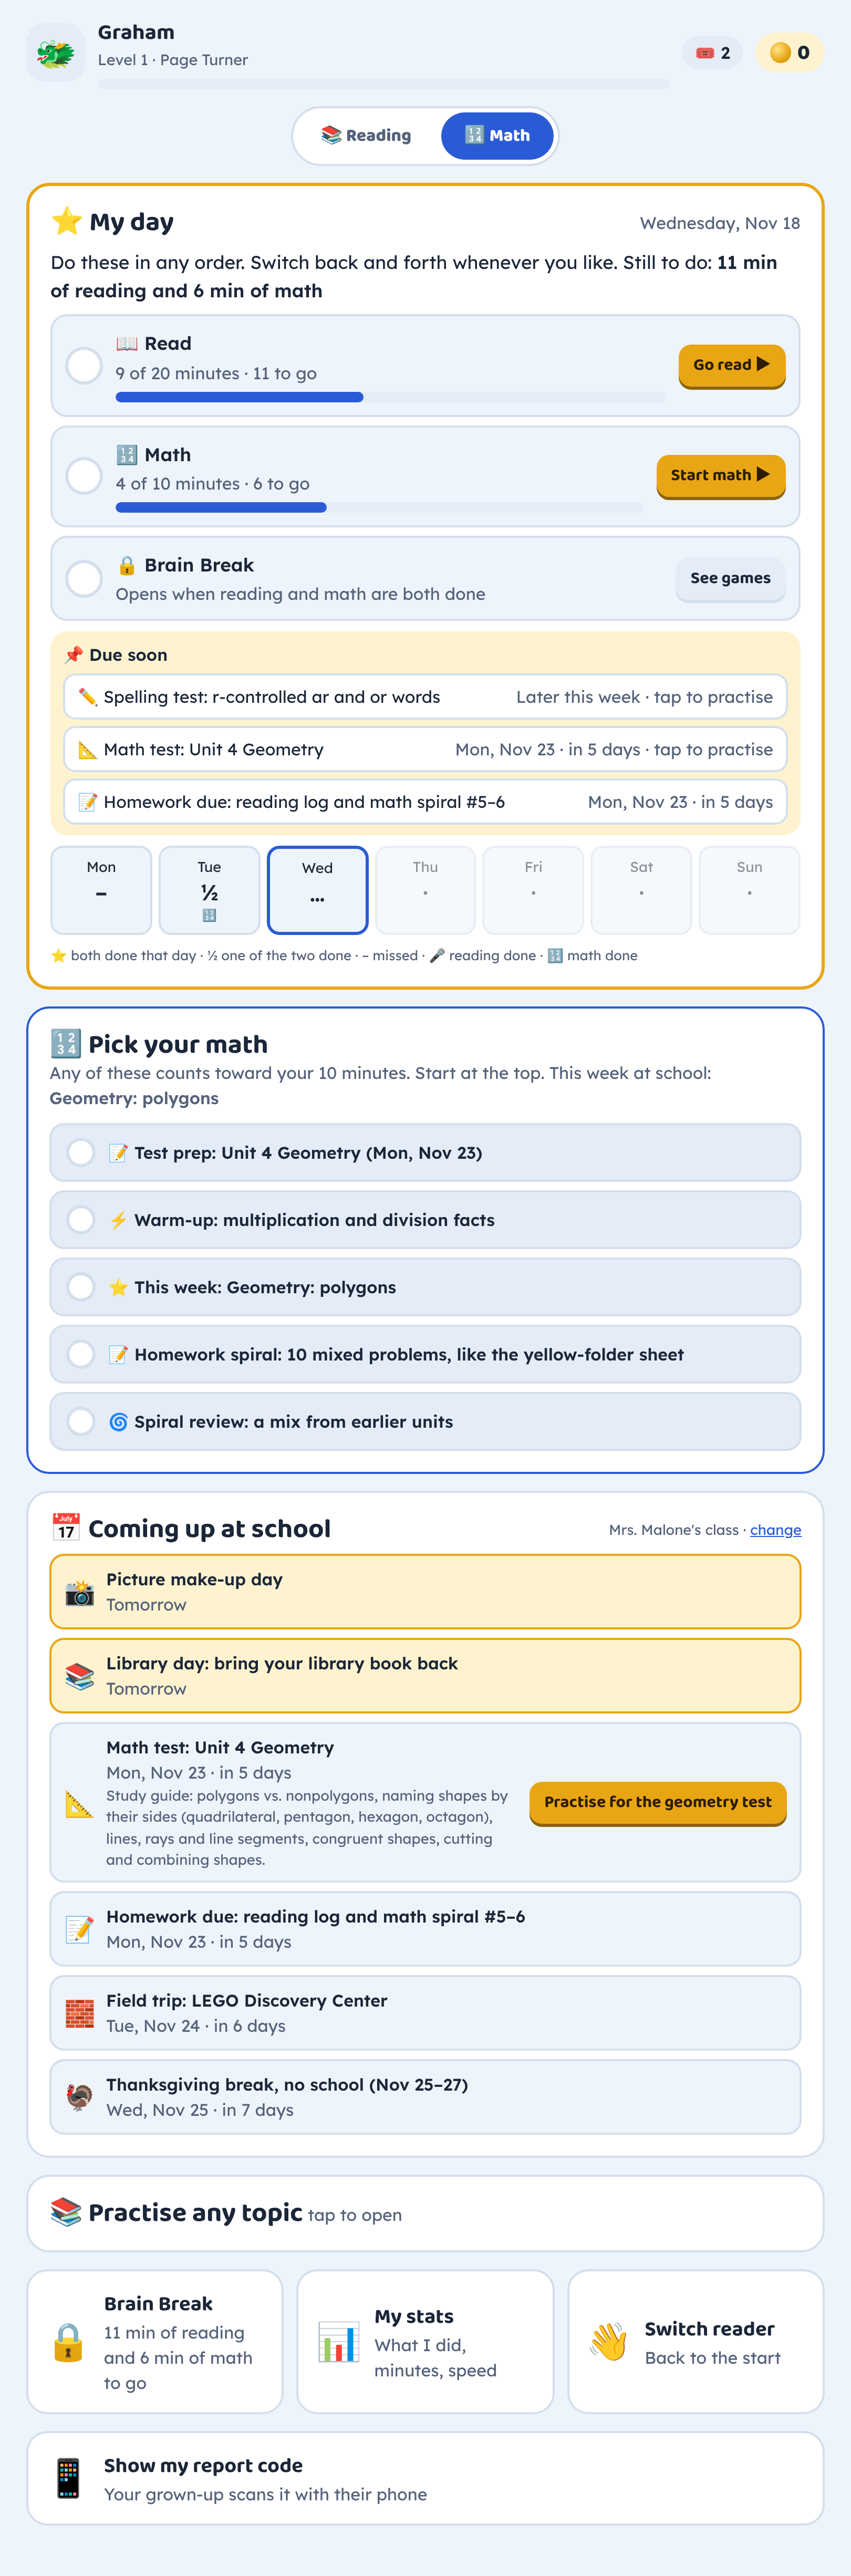 Graham
Level 1 · Page Turner
2
0
Reading
Math
My day
Wednesday, Nov 18
Do these in any order. Switch back and forth whenever you like. Still to do: 11 min
of reading and 6 min of math
Read
9 of 20 minutes · 11 to go
Go read ▶
Math
4 of 10 minutes · 6 to go
Start math ▶
Brain Break
Opens when reading and math are both done
See games
Due soon
Spelling test: r-controlled ar and or words
Later this week · tap to practise
Math test: Unit 4 Geometry
Mon, Nov 23 · in 5 days · tap to practise
Homework due: reading log and math spiral #5–6
Mon, Nov 23 · in 5 days
Mon
–
Tue
½
Wed
...
Thu
·
Fri
·
Sat
·
Sun
·
⭐ both done that day · ½ one of the two done · – missed · 🎤 reading done · 🔢 math done
Pick your math
Any of these counts toward your 10 minutes. Start at the top. This week at school:
Geometry: polygons
Test prep: Unit 4 Geometry (Mon, Nov 23)
Warm-up: multiplication and division facts
This week: Geometry: polygons
Homework spiral: 10 mixed problems, like the yellow-folder sheet
Spiral review: a mix from earlier units
Coming up at school
Mrs. Malone's class · change
Picture make-up day
Tomorrow
Library day: bring your library book back
Tomorrow
Math test: Unit 4 Geometry
Mon, Nov 23 · in 5 days
Study guide: polygons vs. nonpolygons, naming shapes by
their sides (quadrilateral, pentagon, hexagon, octagon),
lines, rays and line segments, congruent shapes, cutting
and combining shapes.
Practise for the geometry test
Homework due: reading log and math spiral #5–6
Mon, Nov 23 · in 5 days
Field trip: LEGO Discovery Center
Tue, Nov 24 · in 6 days
Thanksgiving break, no school (Nov 25–27)
Wed, Nov 25 · in 7 days
Practise any topic tap to open
Brain Break
11 min of reading
and 6 min of math
to go
My stats
What I did,
minutes, speed
Switch reader
Back to the start
Show my report code
Your grown-up scans it with their phone